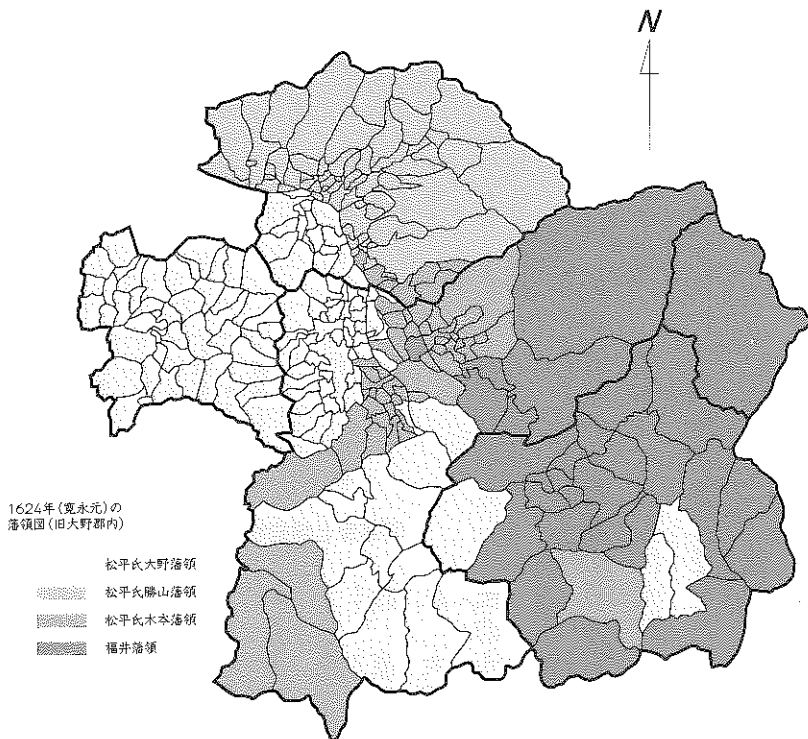 N
1624年(寛永元)の
藩領図(旧大野郡内)
松平氏大野藩領
松平氏勝山藩領
松平氏木本藩領
福井藩領